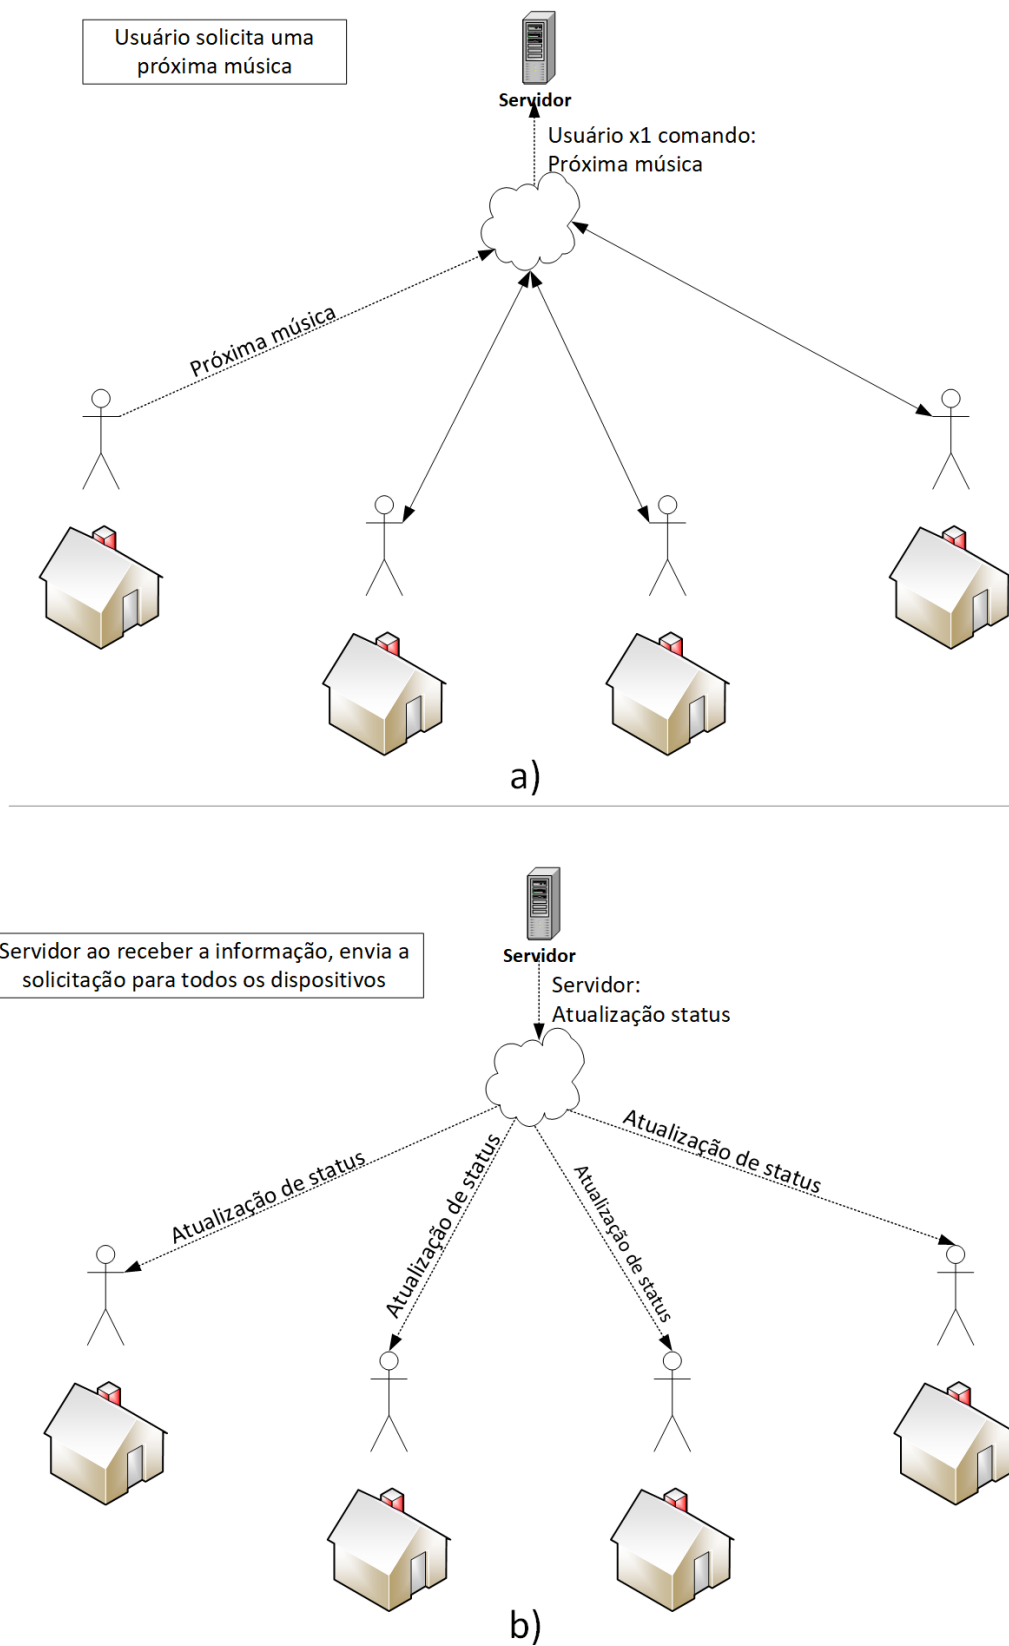 Usuário solicita uma
próxima música
Servidor
Usuário x1 comando:
Próxima música
Próxima música
a)
Servidor
Servidor ao receber a informação, envia a
solicitação para todos os dispositivos
Servidor:
Atualização status
Atualização de status
Atualização de status
Atualização de status
Atualização de status
b)